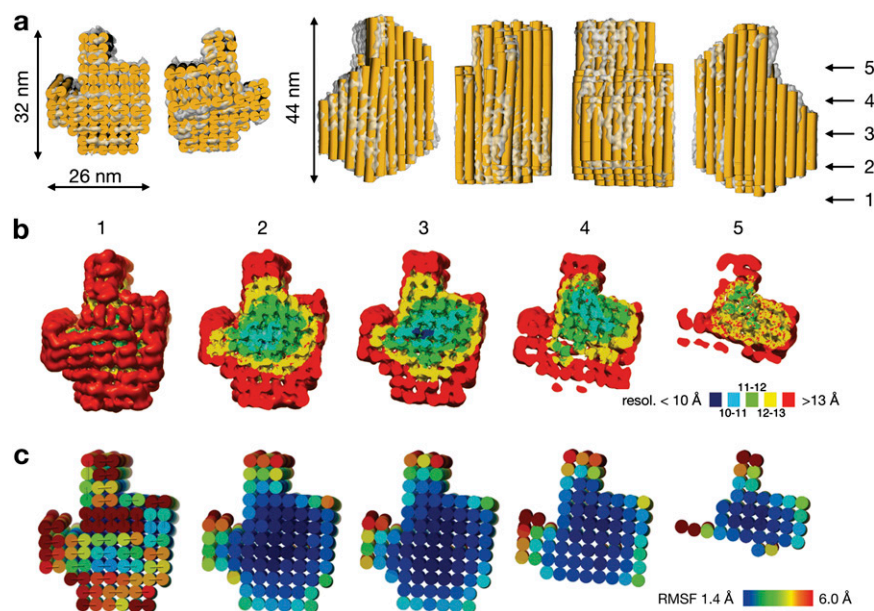 a
32 nm
26 nm
44 nm
5
4
3
2
1
b
1 2 3 4 5
11-12
resol. < 10 Å >13 Å
10-11 12-13
c
RMSF 1.4 Å 6.0 Å